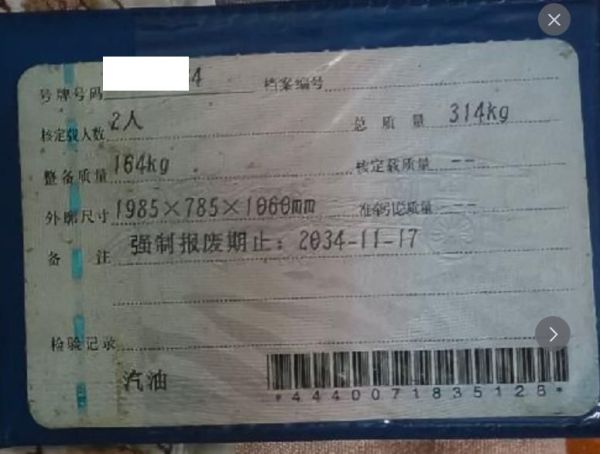 号牌号码 4 档案编号
核定载人数 2人 总质量 314kg
整备质量 164kg 核定载质量 --
外廓尺寸 1985×785×1060mm 准牵引总质量 --
备注 强制报废期止：2034-11-17
检验记录
汽油
*4440071835128*